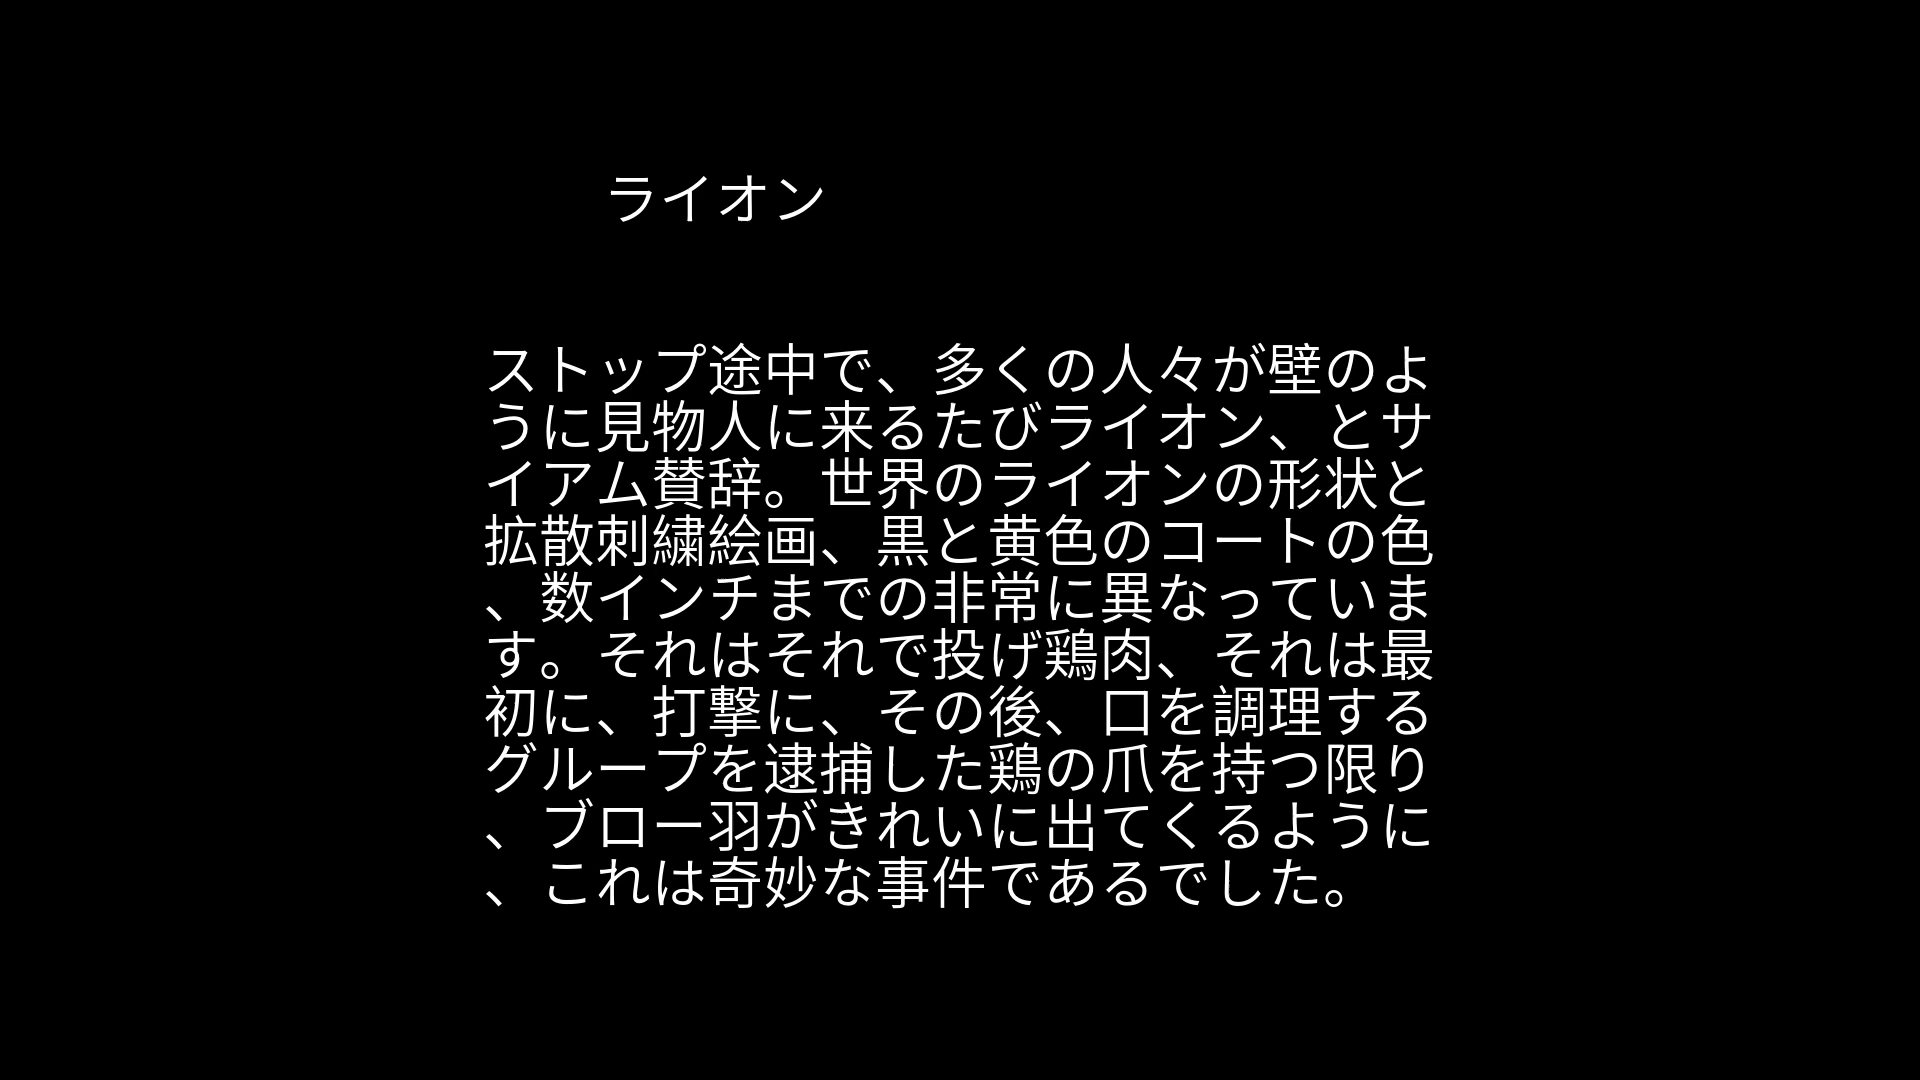 ライオン
ストップ途中で、多くの人々が壁のよ
うに見物人に来るたびライオン、とサ
イアム賛辞。世界のライオンの形状と
拡散刺繍絵画、黒と黄色のコートの色
、数インチまでの非常に異なっていま
す。それはそれで投げ鶏肉、それは最
初に、打撃に、その後、口を調理する
グループを逮捕した鶏の爪を持つ限り
、ブロー羽がきれいに出てくるように
、これは奇妙な事件であるでした。